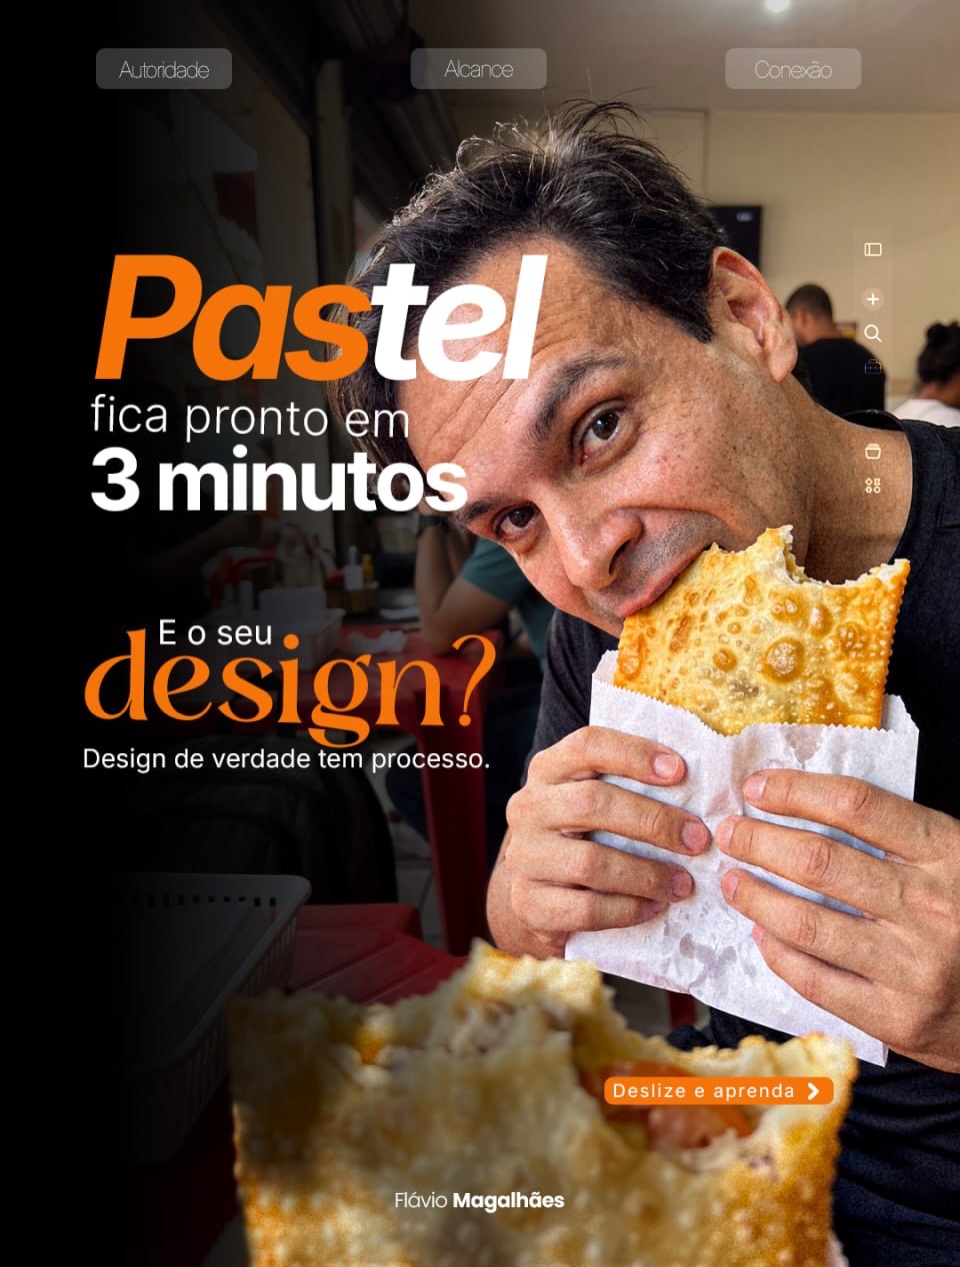 Autoridade
Alcance
Conexão
Pastel
fica pronto em
3 minutos
E o seu
design?
Design de verdade tem processo.
Deslize e aprenda
Flávio Magalhães